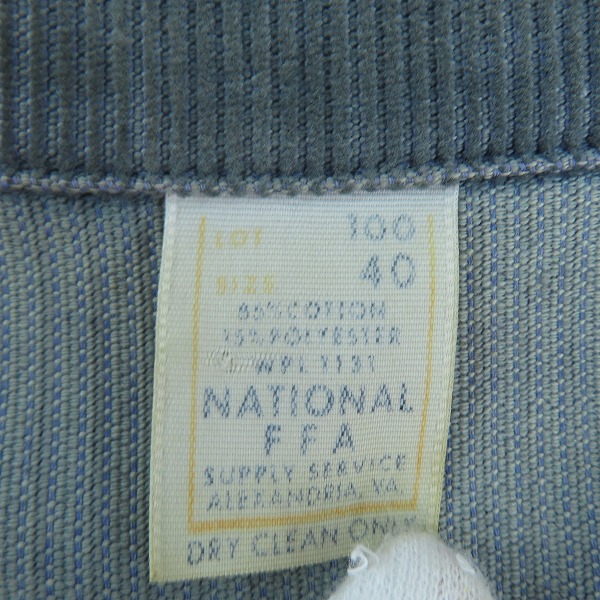 LOT 100
SIZE 40
85% COTTON
15% POLYESTER
WPL 1131
NATIONAL
FFA
SUPPLY SERVICE
ALEXANDRIA, VA.
DRY CLEAN ONLY